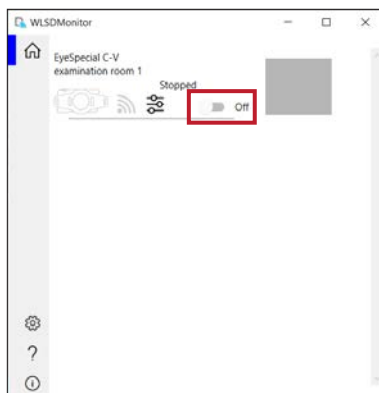 WLSDMonitor
EyeSpecial C-V
examination room 1
Stopped
Off